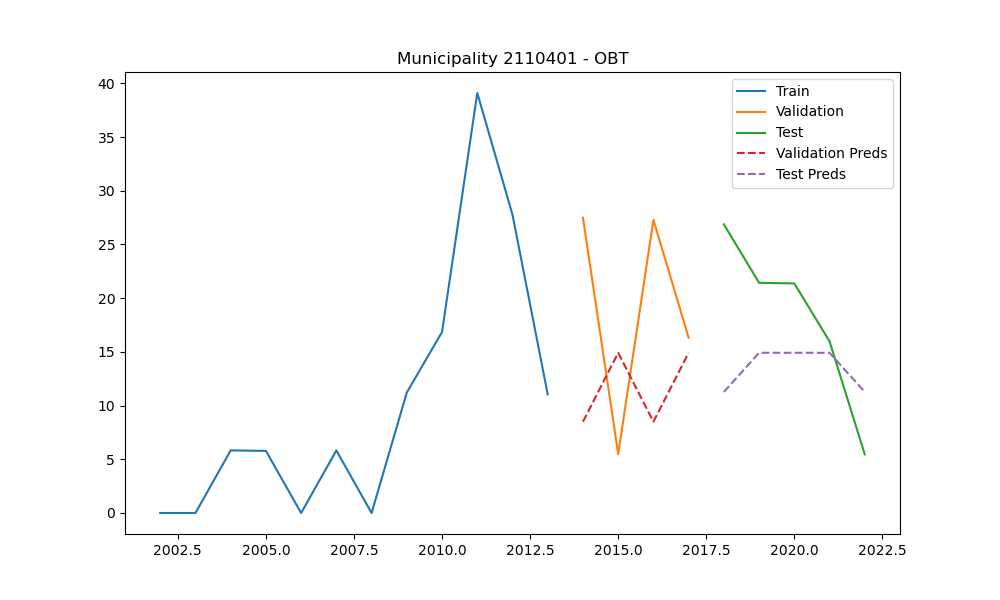 Municipality 2110401 - OBT
Train
Validation
Test
Validation Preds
Test Preds
40
35
30
25
20
15
10
5
0
2002.5 2005.0 2007.5 2010.0 2012.5 2015.0 2017.5 2020.0 2022.5